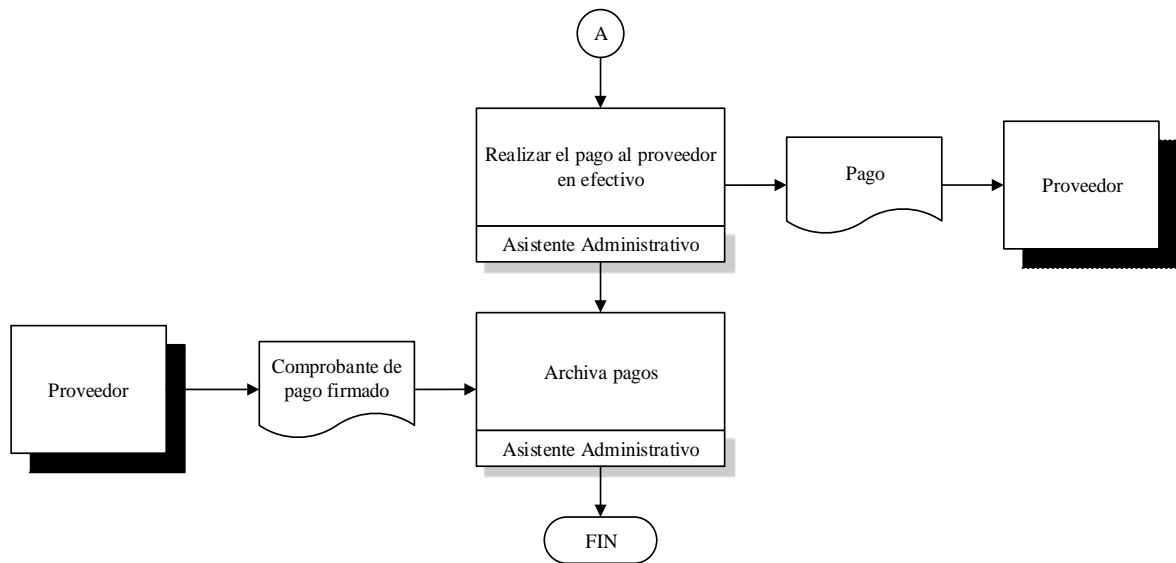 A
Realizar el pago al proveedor
en efectivo
Asistente Administrativo
Pago
Proveedor
Proveedor
Comprobante de
pago firmado
Archiva pagos
Asistente Administrativo
FIN